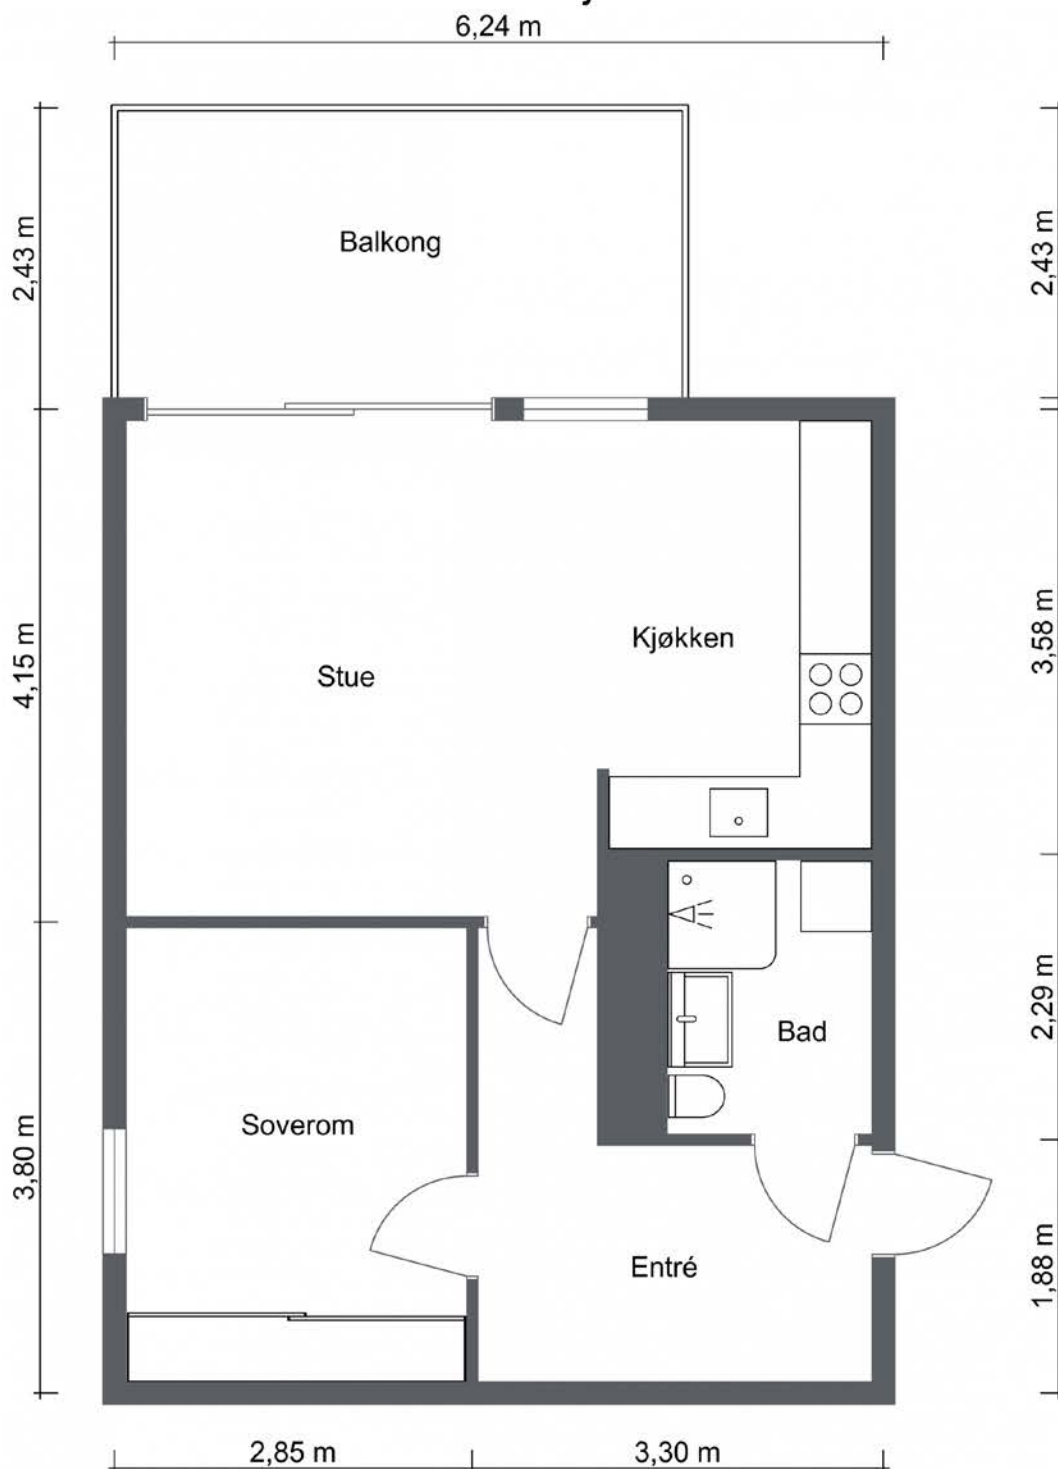 6,24 m
Balkong
2,43 m
2,43 m
Kjøkken
Stue
4,15 m
3,58 m
Bad
2,29 m
Soverom
3,80 m
Entré
1,88 m
2,85 m
3,30 m